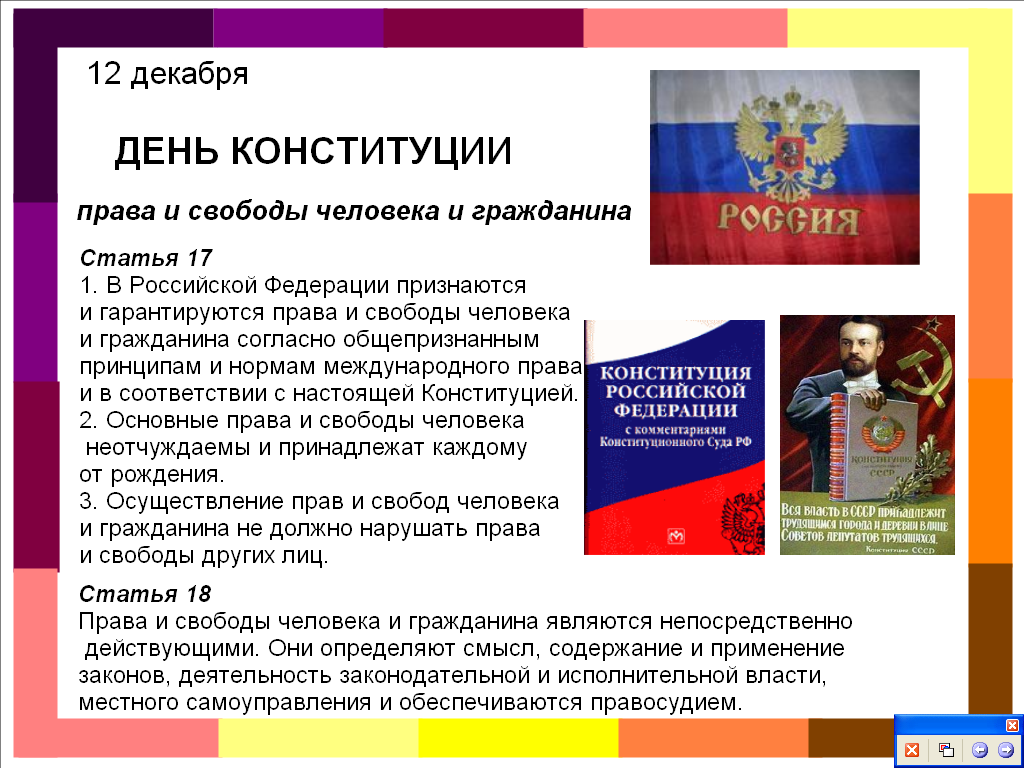 12 декабря
ДЕНЬ КОНСТИТУЦИИ
права и свободы человека и гражданина
РОССИЯ
Статья 17
1. В Российской Федерации признаются
и гарантируются права и свободы человека
и гражданина согласно общепризнанным
принципам и нормам международного права
и в соответствии с настоящей Конституцией.
2. Основные права и свободы человека
неотчуждаемы и принадлежат каждому
от рождения.
3. Осуществление прав и свобод человека
и гражданина не должно нарушать права
и свободы других лиц.
КОНСТИТУЦИЯ
РОССИЙСКОЙ
ФЕДЕРАЦИИ
с комментариями
Конституционного Суда РФ
КОНСТИТУЦИЯ
СССР
ВСЯ ВЛАСТЬ В СССР ПРИНАДЛЕЖИТ
ТРУДЯЩИМСЯ ГОРОДА И ДЕРЕВНИ В ЛИЦЕ
СОВЕТОВ ДЕПУТАТОВ ТРУДЯЩИХСЯ.
Конституция СССР
Статья 18
Права и свободы человека и гражданина являются непосредственно
действующими. Они определяют смысл, содержание и применение
законов, деятельность законодательной и исполнительной власти,
местного самоуправления и обеспечиваются правосудием.